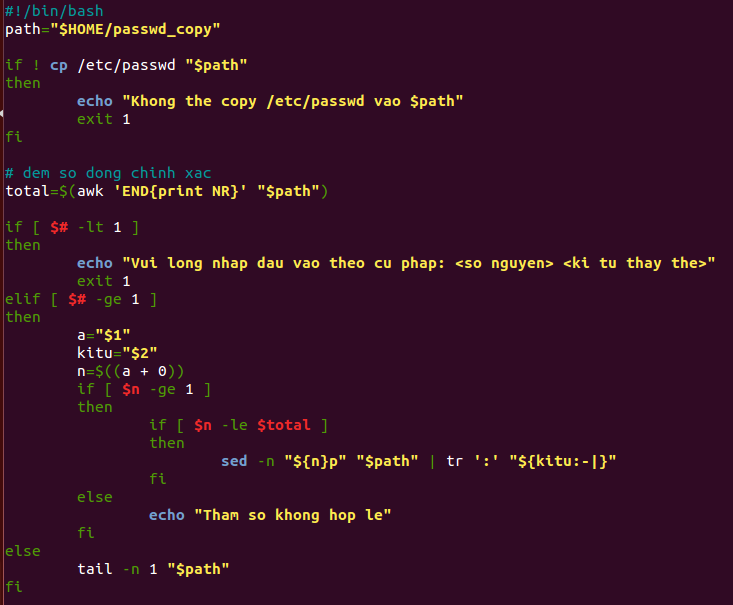 #!/bin/bash
path="$HOME/passwd_copy"

if ! cp /etc/passwd "$path"
then
        echo "Khong the copy /etc/passwd vao $path"
        exit 1
fi

# dem so dong chinh xac
total=$(awk 'END{print NR}' "$path")

if [ $# -lt 1 ]
then
        echo "Vui long nhap dau vao theo cu phap: <so nguyen> <ki tu thay the>"
        exit 1
elif [ $# -ge 1 ]
then
        a="$1"
        kitu="$2"
        n=$((a + 0))
        if [ $n -ge 1 ]
        then
                if [ $n -le $total ]
                then
                        sed -n "${n}p" "$path" | tr ':' "${kitu:-|}"
                fi
        else
                echo "Tham so khong hop le"
        fi
else
        tail -n 1 "$path"
fi